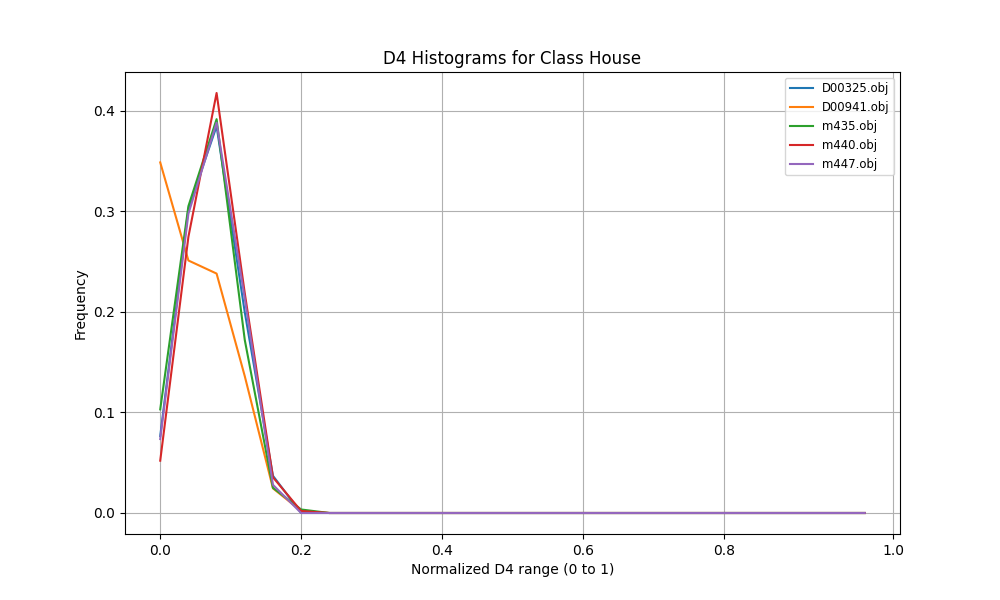 D4 Histograms for Class House
D00325.obj
D00941.obj
m435.obj
m440.obj
m447.obj
Frequency
0.4
0.3
0.2
0.1
0.0
0.0 0.2 0.4 0.6 0.8 1.0
Normalized D4 range (0 to 1)